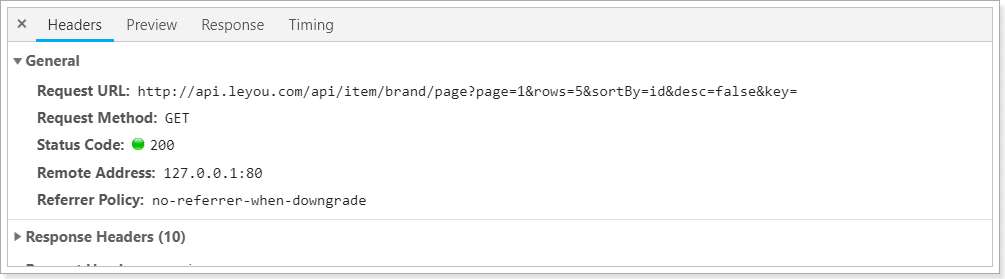 × Headers Preview Response Timing
▼ General
Request URL: http://api.leyou.com/api/item/brand/page?page=1&rows=5&sortBy=id&desc=false&key=
Request Method: GET
Status Code: 200
Remote Address: 127.0.0.1:80
Referrer Policy: no-referrer-when-downgrade
▶ Response Headers (10)